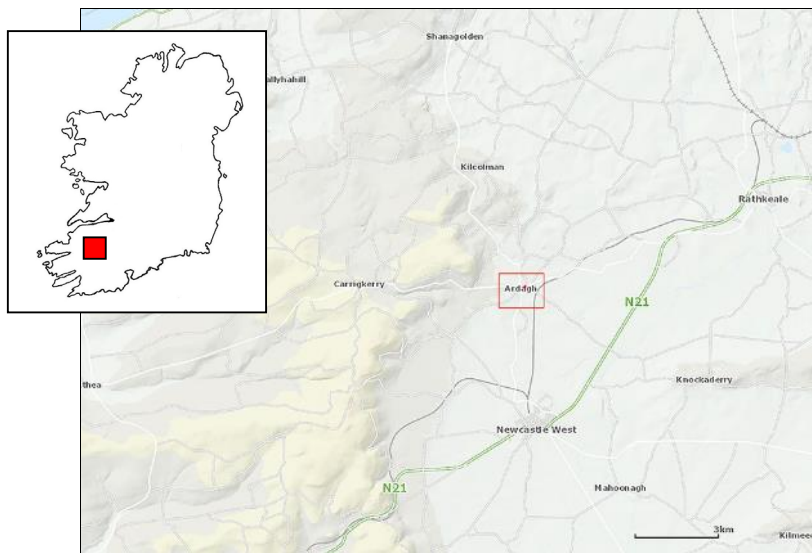 Shanagolden
allyhahill
Kilcolman
Rathkeale
Carrigkerry
Ardagh
N21
thea
Knockaderry
Newcastle West
N21
Mahoonagh
3km
Kilmee